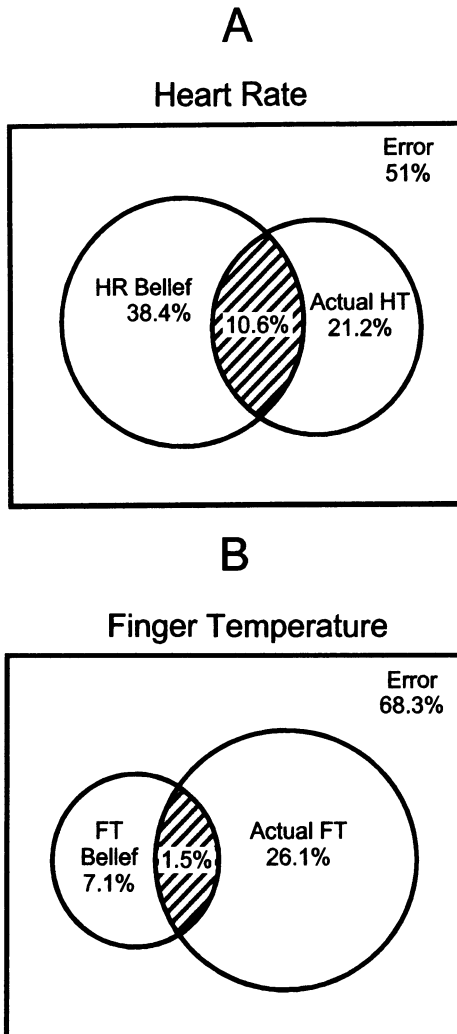 A
Heart Rate
Error
51%
HR Belief
38.4%
10.6%
Actual HT
21.2%
B
Finger Temperature
Error
68.3%
FT
Belief
7.1%
1.5%
Actual FT
26.1%